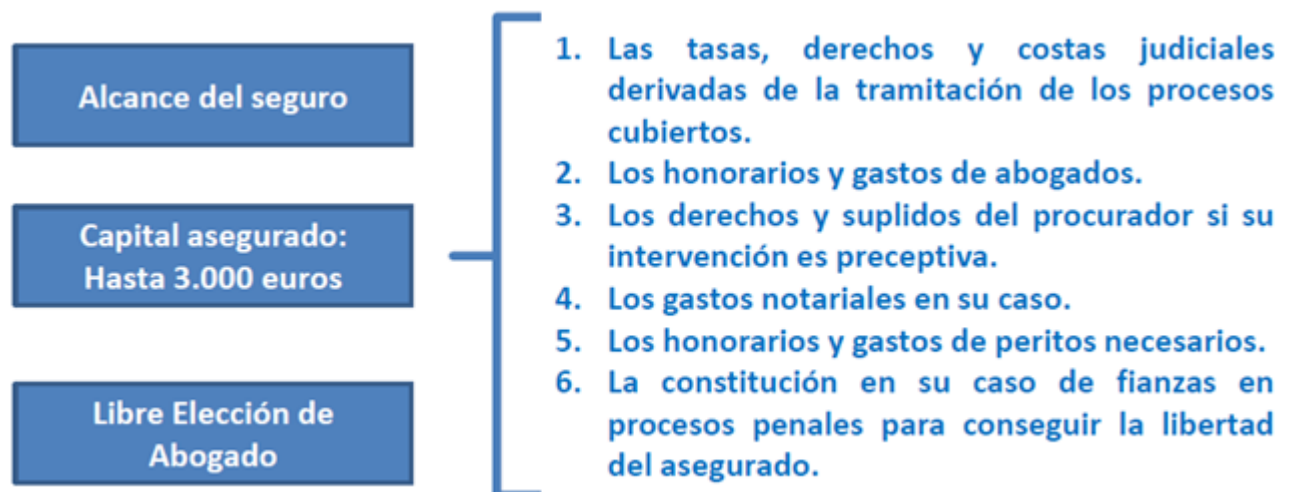 Alcance del seguro
Capital asegurado:
Hasta 3.000 euros
Libre Elección de
Abogado
1. Las tasas, derechos y costas judiciales
derivadas de la tramitación de los procesos
cubiertos.
2. Los honorarios y gastos de abogados.
3. Los derechos y suplidos del procurador si su
intervención es preceptiva.
4. Los gastos notariales en su caso.
5. Los honorarios y gastos de peritos necesarios.
6. La constitución en su caso de fianzas en
procesos penales para conseguir la libertad
del asegurado.